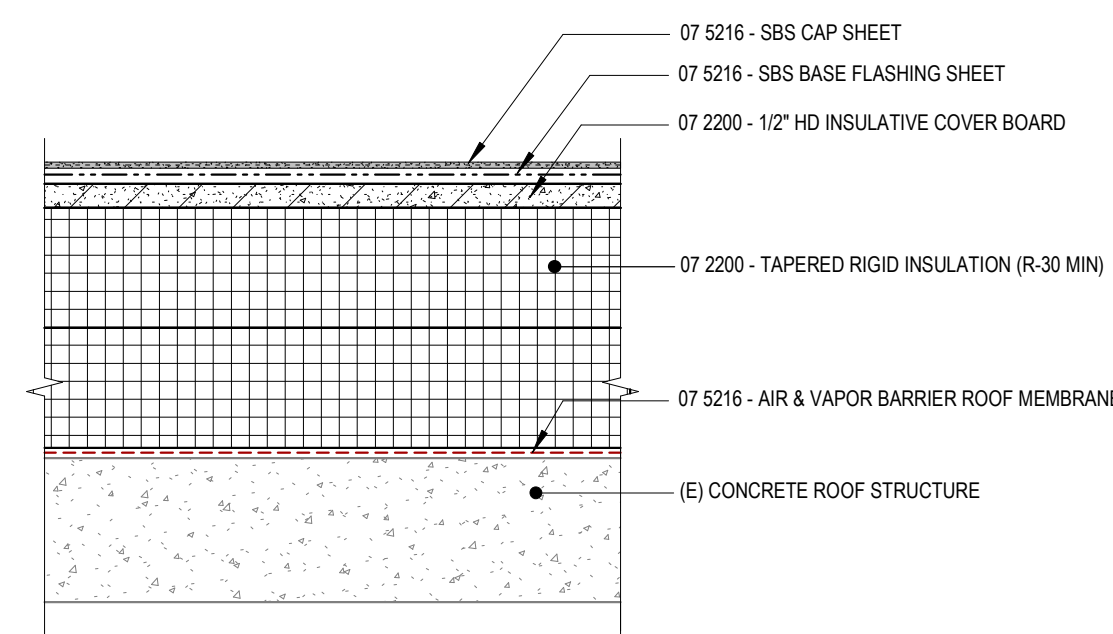 07 5216 - SBS CAP SHEET
07 5216 - SBS BASE FLASHING SHEET
07 2200 - 1/2" HD INSULATIVE COVER BOARD
07 2200 - TAPERED RIGID INSULATION (R-30 MIN)
07 5216 - AIR & VAPOR BARRIER ROOF MEMBRANE
(E) CONCRETE ROOF STRUCTURE